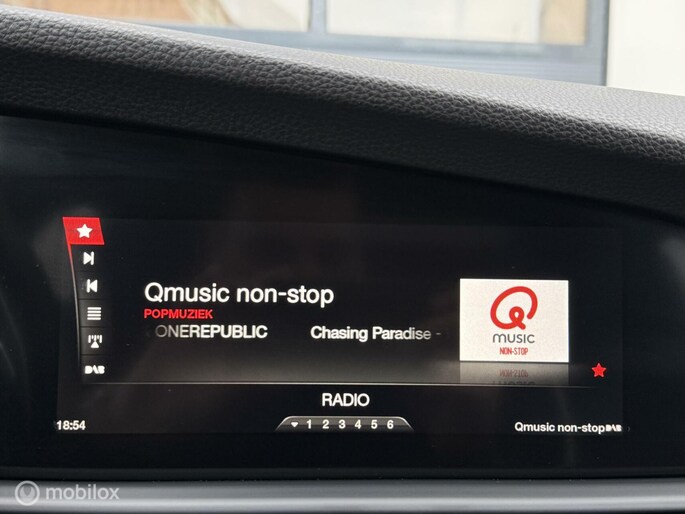 Qmusic non-stop
POPMUZIEK
ONEREPUBLIC Chasing Paradise -
Q
music
NON-STOP
DAB
RADIO
18:54
1 2 3 4 5 6
Qmusic non-stop DAB
mobilox